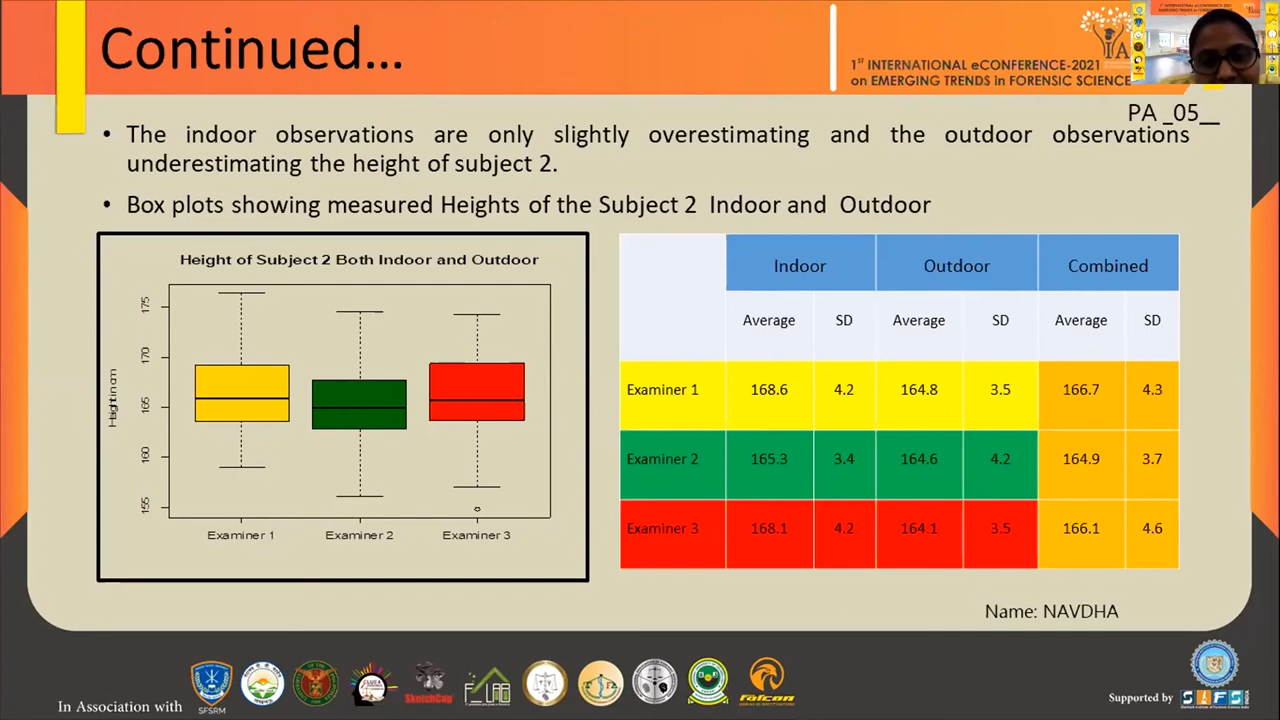 Continued...
1ST INTERNATIONAL eCONFERENCE-2021
on EMERGING TRENDS in FORENSIC SCIENCE
PA _05__
• The indoor observations are only slightly overestimating and the outdoor observations
underestimating the height of subject 2.
• Box plots showing measured Heights of the Subject 2 Indoor and Outdoor
Height of Subject 2 Both Indoor and Outdoor
Height in cm
175
170
165
160
155
Examiner 1 Examiner 2 Examiner 3
Indoor Outdoor Combined
Average SD Average SD Average SD
Examiner 1 168.6 4.2 164.8 3.5 166.7 4.3
Examiner 2 165.3 3.4 164.6 4.2 164.9 3.7
Examiner 3 168.1 4.2 164.1 3.5 166.1 4.6
Name: NAVDHA
In Association with
SFSRM
SketchCop
F LAB
falcon
Supported by
SIFS